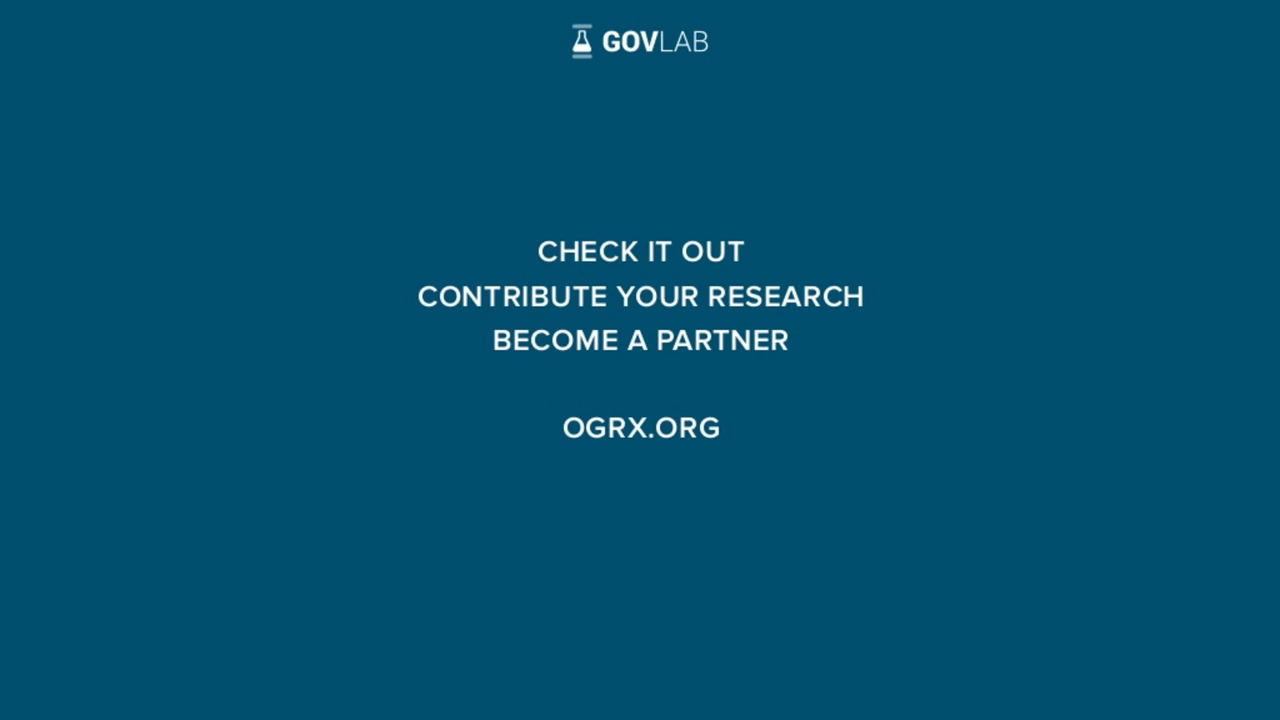 GOVLAB
CHECK IT OUT
CONTRIBUTE YOUR RESEARCH
BECOME A PARTNER
OGRX.ORG